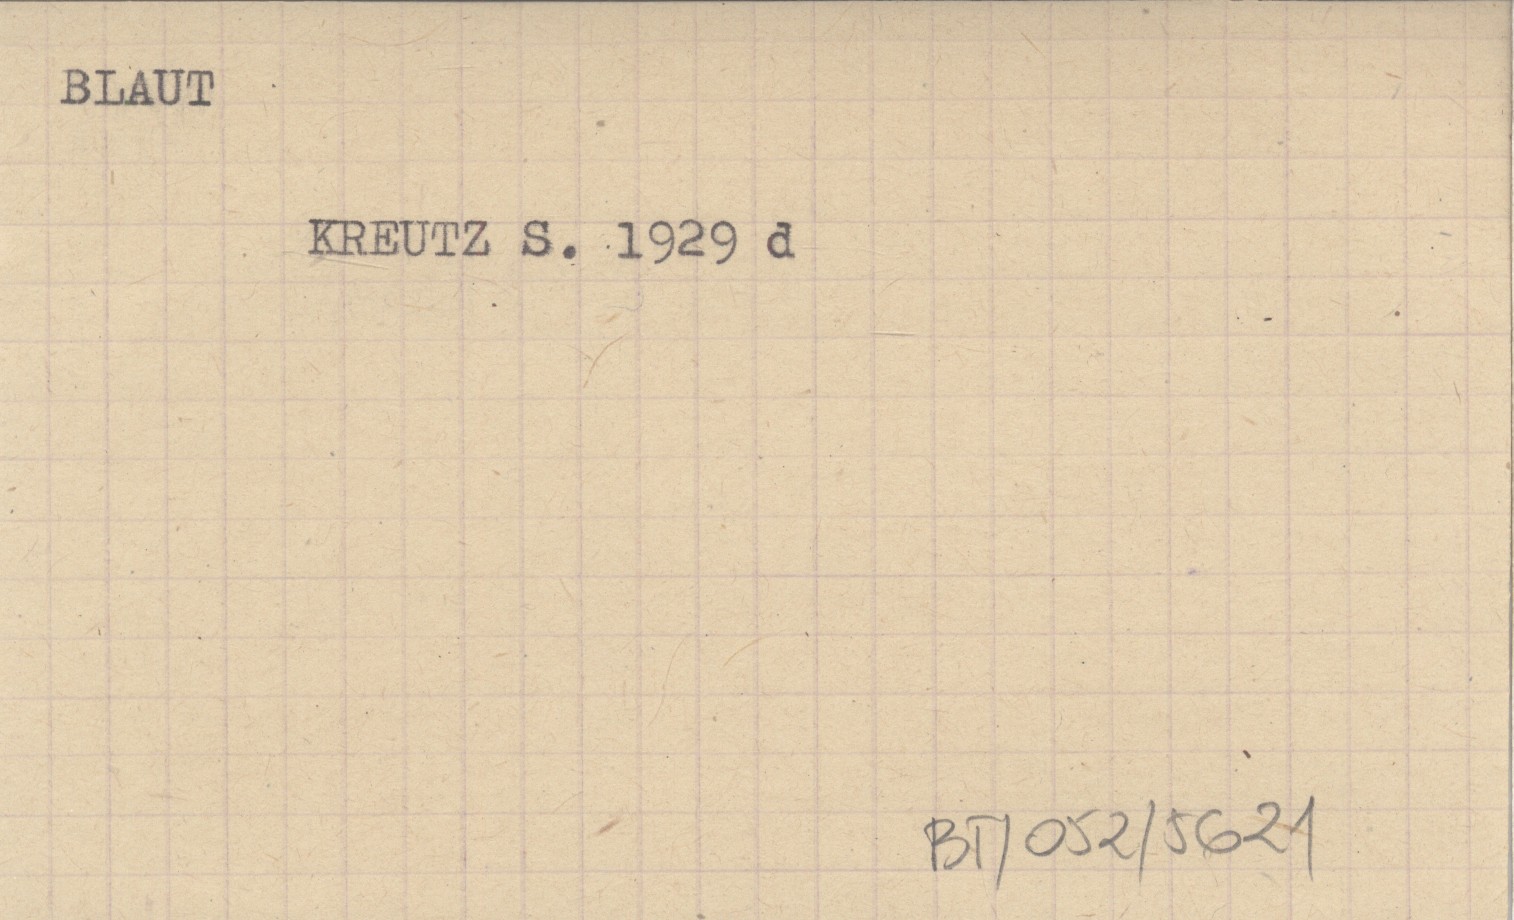 BLAUT
KREUTZ S. 1929 d
BT/052/5621